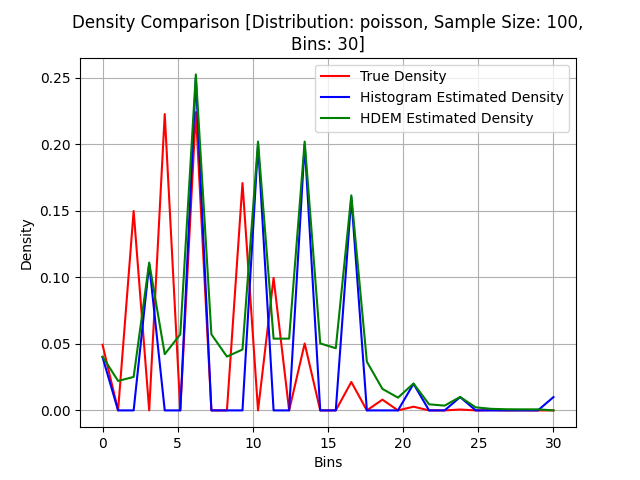 Density Comparison [Distribution: poisson, Sample Size: 100,
Bins: 30]
True Density
Histogram Estimated Density
HDEM Estimated Density
Density
0.25
0.20
0.15
0.10
0.05
0.00
0 5 10 15 20 25 30
Bins